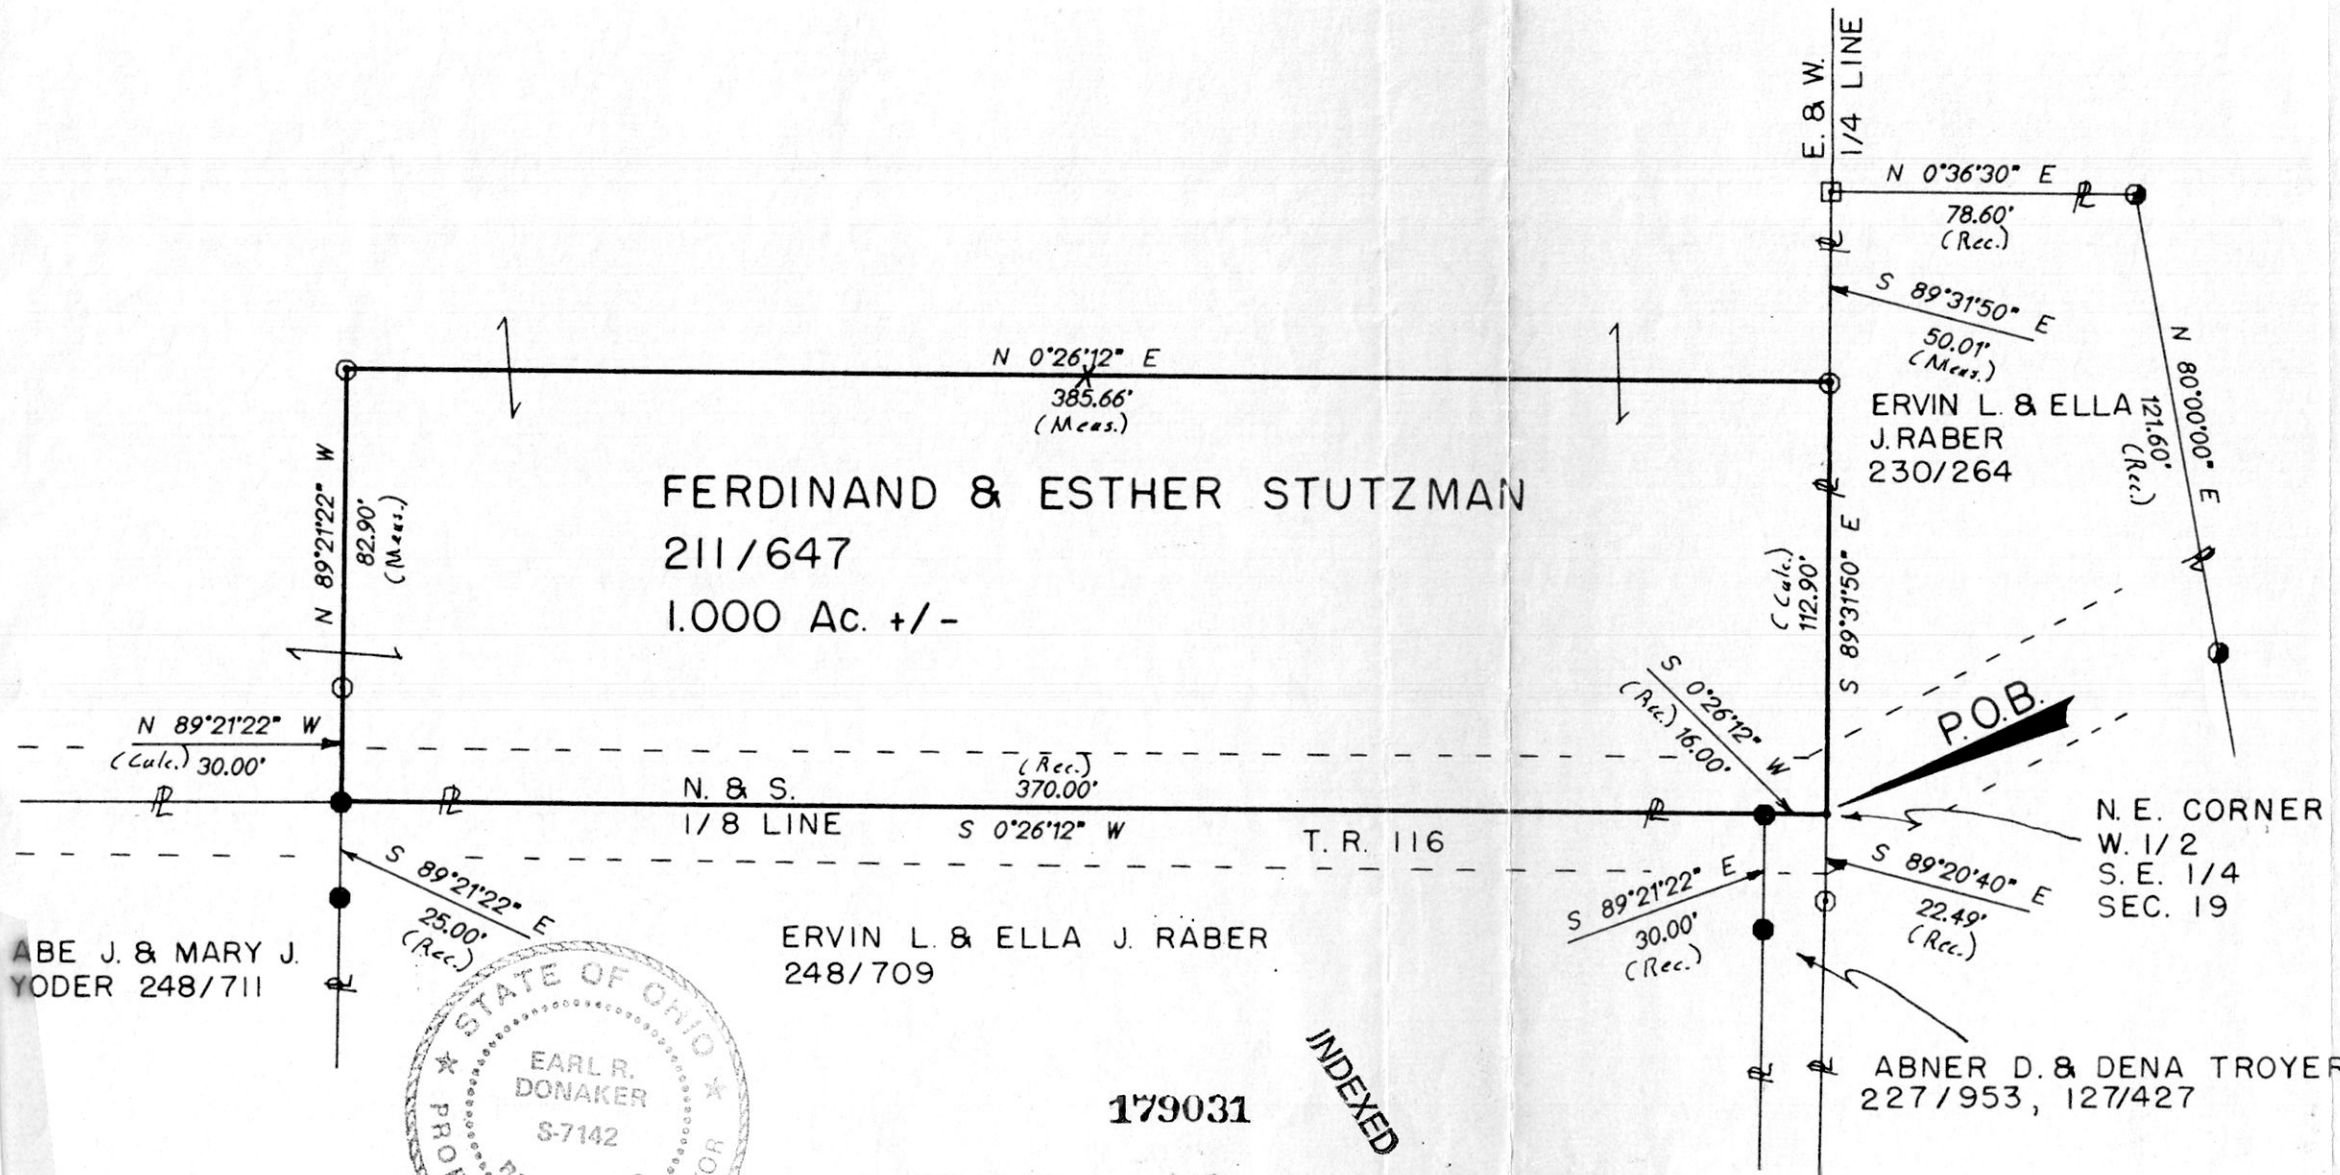 E. & W.
1/4 LINE
N 0°36'30" E
78.60'
(Rec.)
S 89°31'50" E
50.01'
(Meas.)
N 80°00'00" E
121.60'
(Rec.)
N 0°26'12" E
385.66'
(Meas.)
ERVIN L. & ELLA
J. RABER
230/264
N 89°21'22" W
82.90'
(Meas.)
FERDINAND & ESTHER STUTZMAN
211/647
1.000 Ac. +/-
(Calc.)
112.90'
S 89°31'50" E
S 0°26'12" W
(Rec.) 16.00'
P.O.B.
N 89°21'22" W
(Calc.) 30.00'
(Rec.)
370.00'
N. & S.
1/8 LINE
S 0°26'12" W
T.R. 116
N.E. CORNER
W. 1/2
S.E. 1/4
SEC. 19
S 89°21'22" E
25.00'
(Rec.)
S 89°21'22" E
30.00'
(Rec.)
S 89°20'40" E
22.49'
(Rec.)
ABE J. & MARY J.
YODER 248/711
ERVIN L. & ELLA J. RABER
248/709
STATE OF OHIO
EARL R.
DONAKER
S-7142
179031
INDEXED
ABNER D. & DENA TROYER
227/953, 127/427